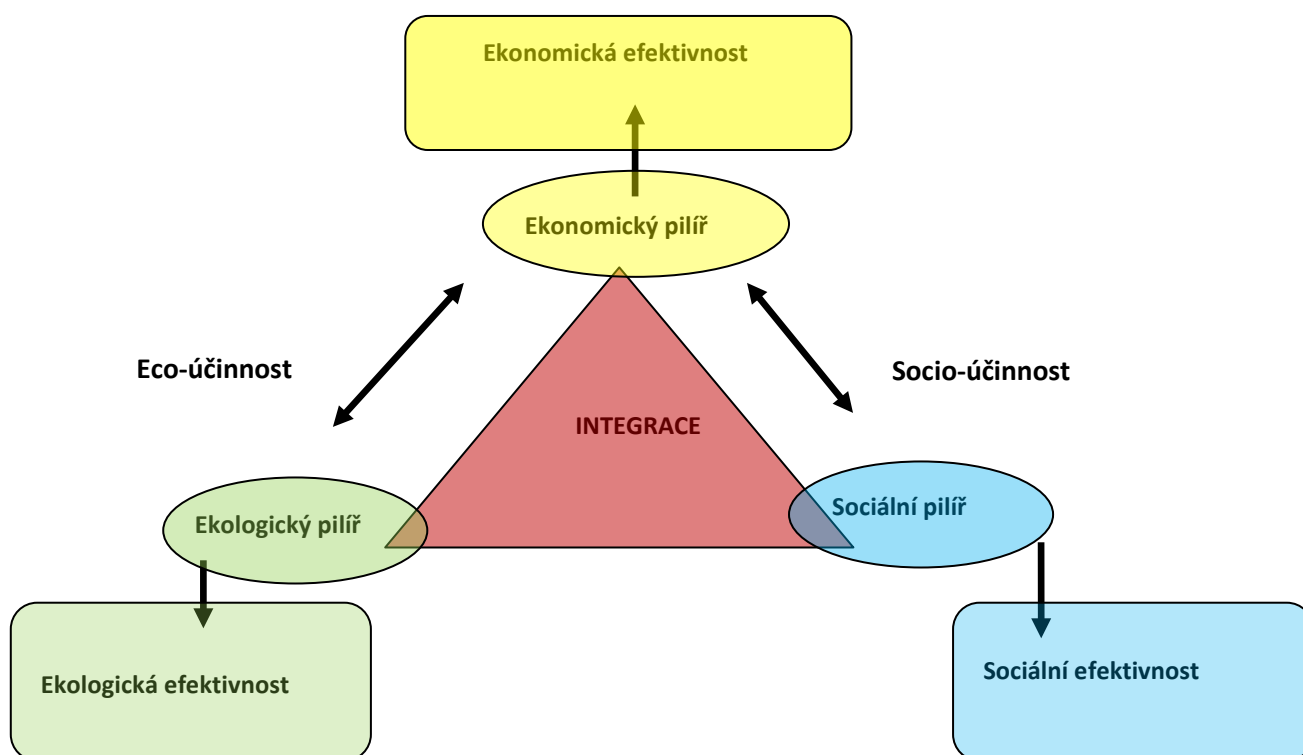 Ekonomická efektivnost
Ekonomický pilíř
Eco-účinnost
Socio-účinnost
INTEGRACE
Ekologický pilíř
Sociální pilíř
Ekologická efektivnost
Sociální efektivnost